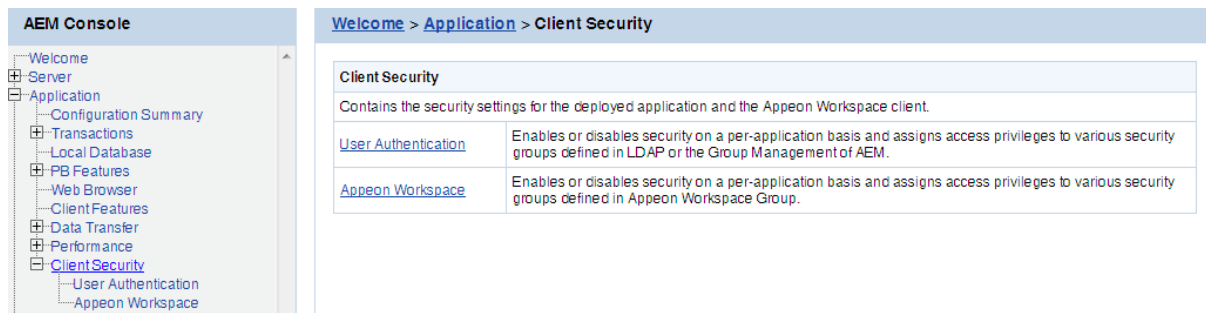 AEM Console
Welcome
Server
Application
Configuration Summary
Transactions
Local Database
PB Features
Web Browser
Client Features
Data Transfer
Performance
Client Security
User Authentication
Appeon Workspace
Welcome > Application > Client Security
Client Security
Contains the security settings for the deployed application and the Appeon Workspace client.
User Authentication
Enables or disables security on a per-application basis and assigns access privileges to various security
groups defined in LDAP or the Group Management of AEM.
Appeon Workspace
Enables or disables security on a per-application basis and assigns access privileges to various security
groups defined in Appeon Workspace Group.